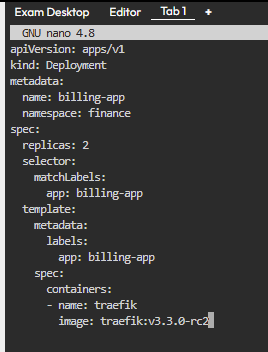 Exam Desktop Editor Tab 1 +
GNU nano 4.8
apiVersion: apps/v1
kind: Deployment
metadata:
  name: billing-app
  namespace: finance
spec:
  replicas: 2
  selector:
    matchLabels:
      app: billing-app
  template:
    metadata:
      labels:
        app: billing-app
    spec:
      containers:
      - name: traefik
        image: traefik:v3.3.0-rc2